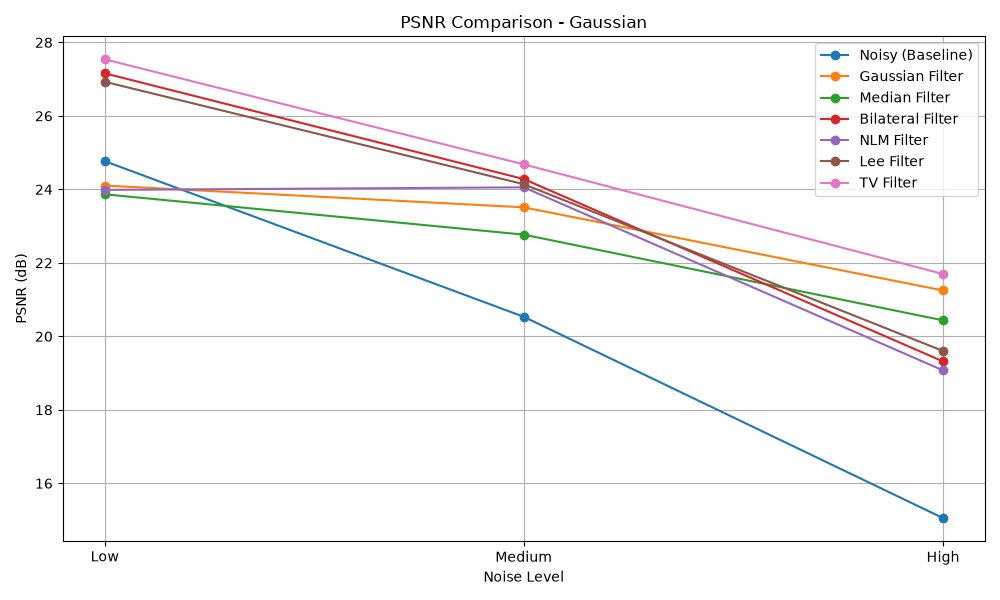 PSNR Comparison - Gaussian
28
26
24
22
20
18
16
PSNR (dB)
Low
Medium
High
Noise Level
Noisy (Baseline)
Gaussian Filter
Median Filter
Bilateral Filter
NLM Filter
Lee Filter
TV Filter